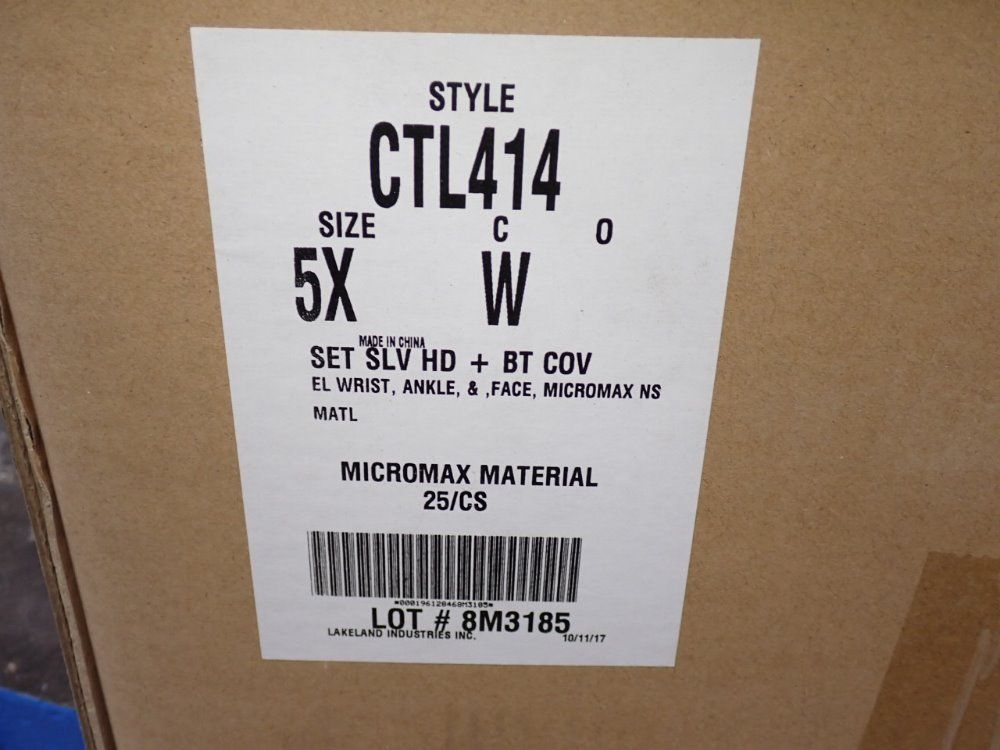 STYLE
CTL414
SIZE C O
5X W
MADE IN CHINA
SET SLV HD + BT COV
EL WRIST, ANKLE, & ,FACE, MICROMAX NS
MATL
MICROMAX MATERIAL
25/CS
*000196128468M3185*
LOT # 8M3185
LAKELAND INDUSTRIES INC. 10/11/17